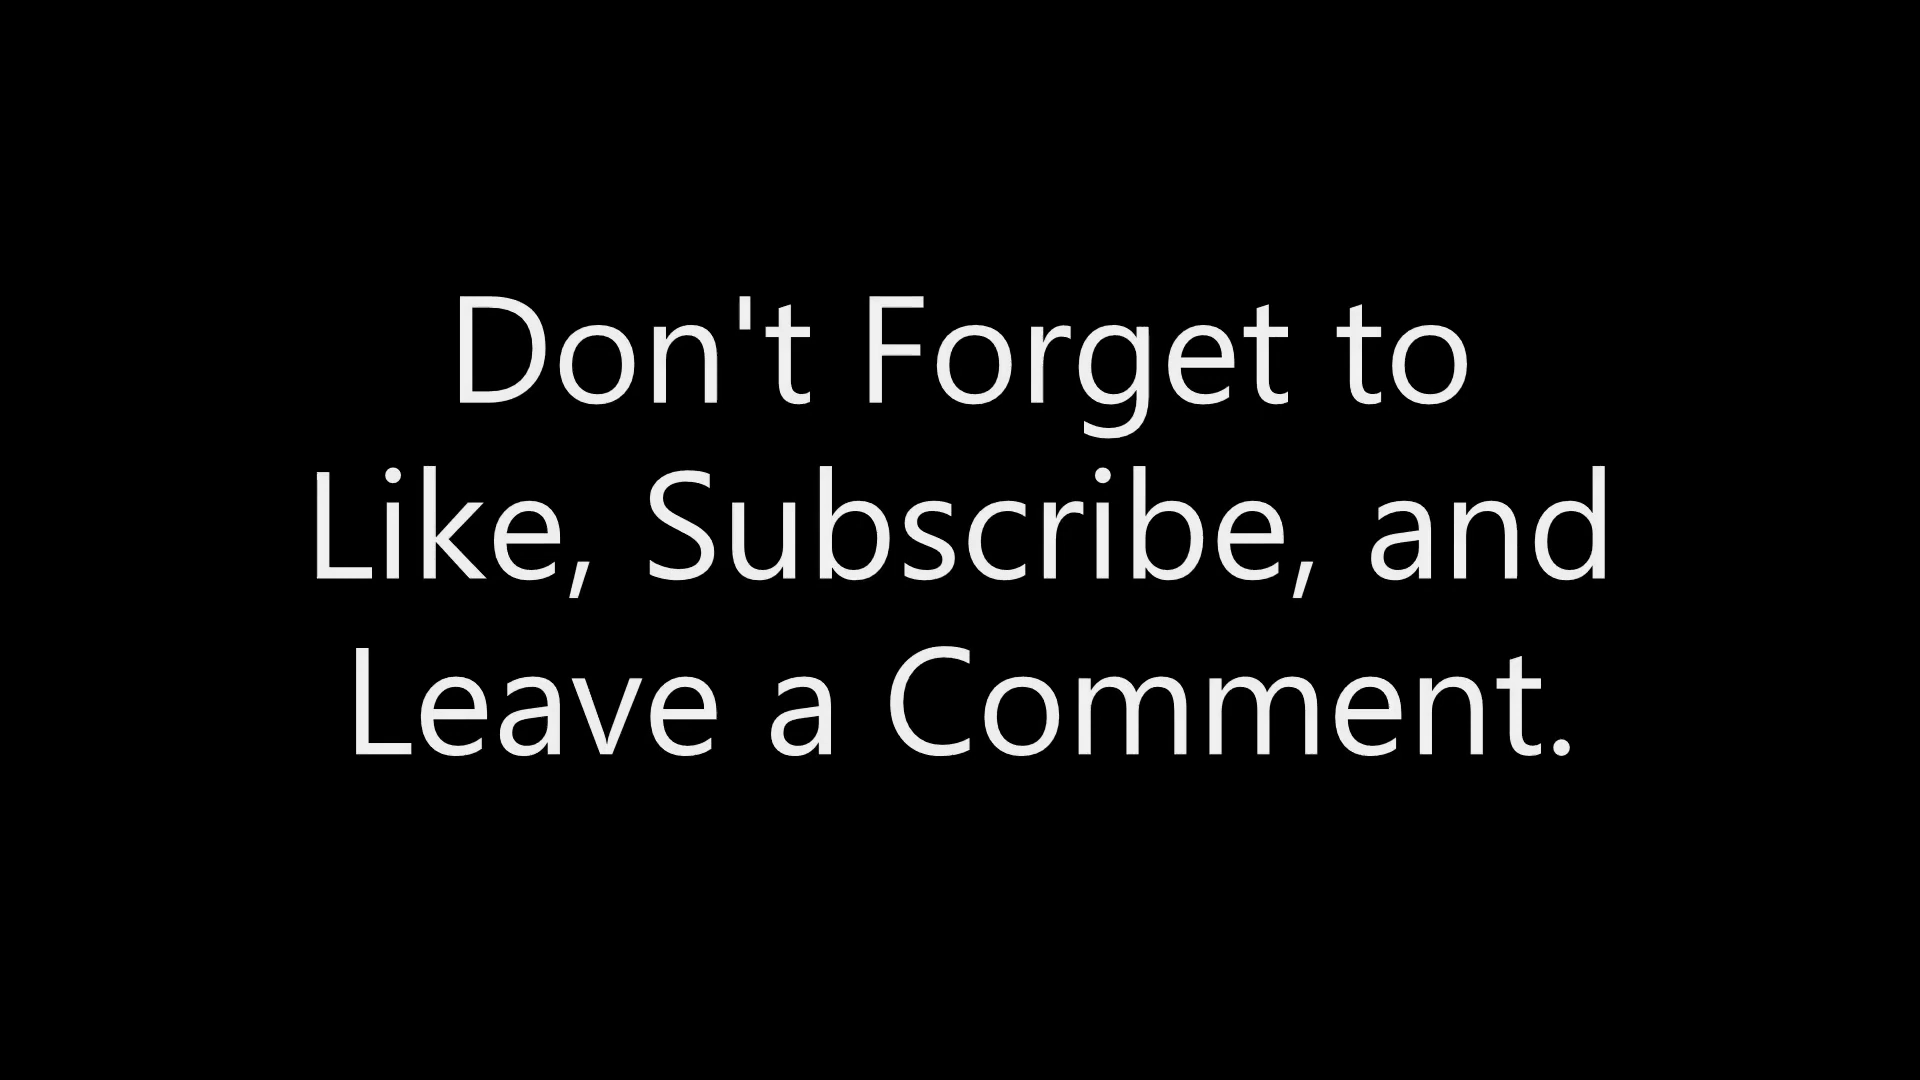 Don't Forget to
Like, Subscribe, and
Leave a Comment.